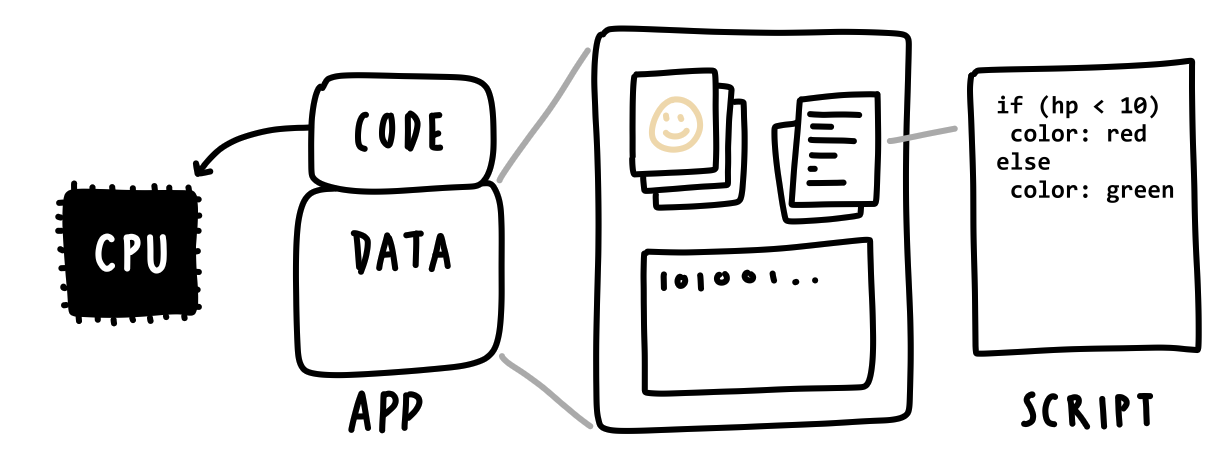 CPU
CODE
DATA
APP
101001..
if (hp < 10)
 color: red
else
 color: green
SCRIPT